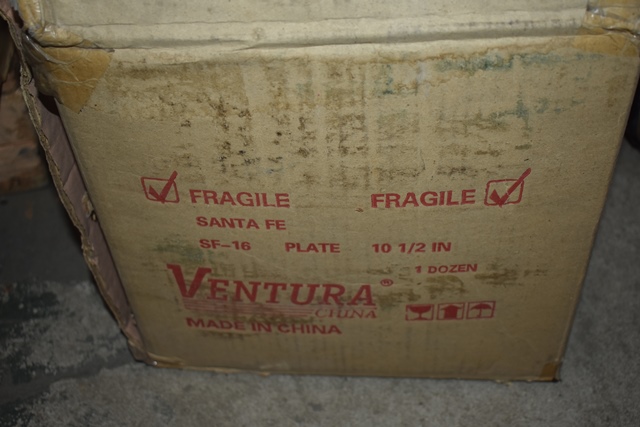 FRAGILE FRAGILE
SANTA FE
SF-16 PLATE 10 1/2 IN
1 DOZEN
VENTURA®
CHINA
MADE IN CHINA